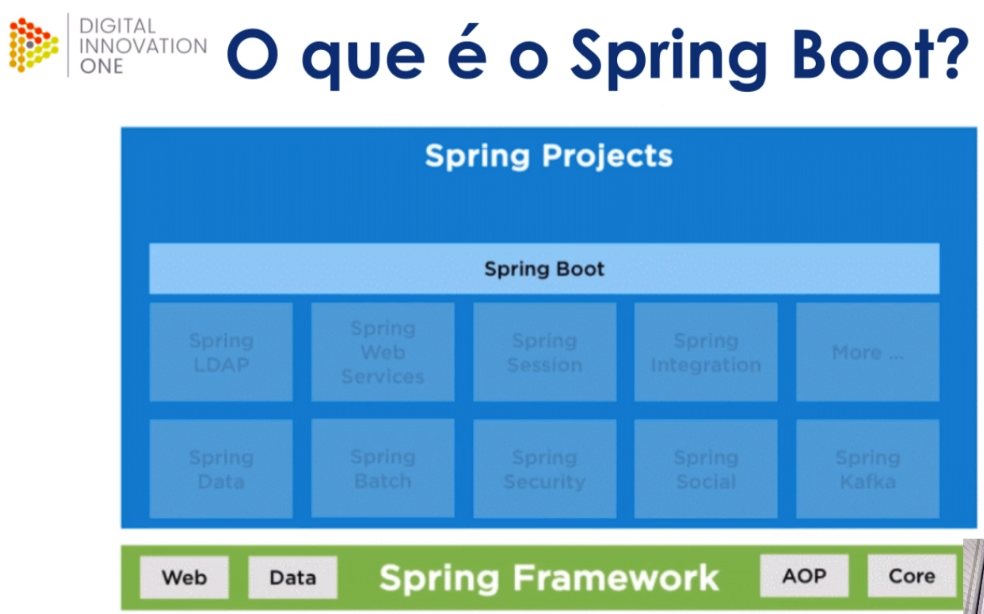 DIGITAL
INNOVATION
ONE
O que é o Spring Boot?
Spring Projects
Spring Boot
Spring
LDAP
Spring
Web
Services
Spring
Session
Spring
Integration
More ...
Spring
Data
Spring
Batch
Spring
Security
Spring
Social
Spring
Kafka
Web
Data
Spring Framework
AOP
Core